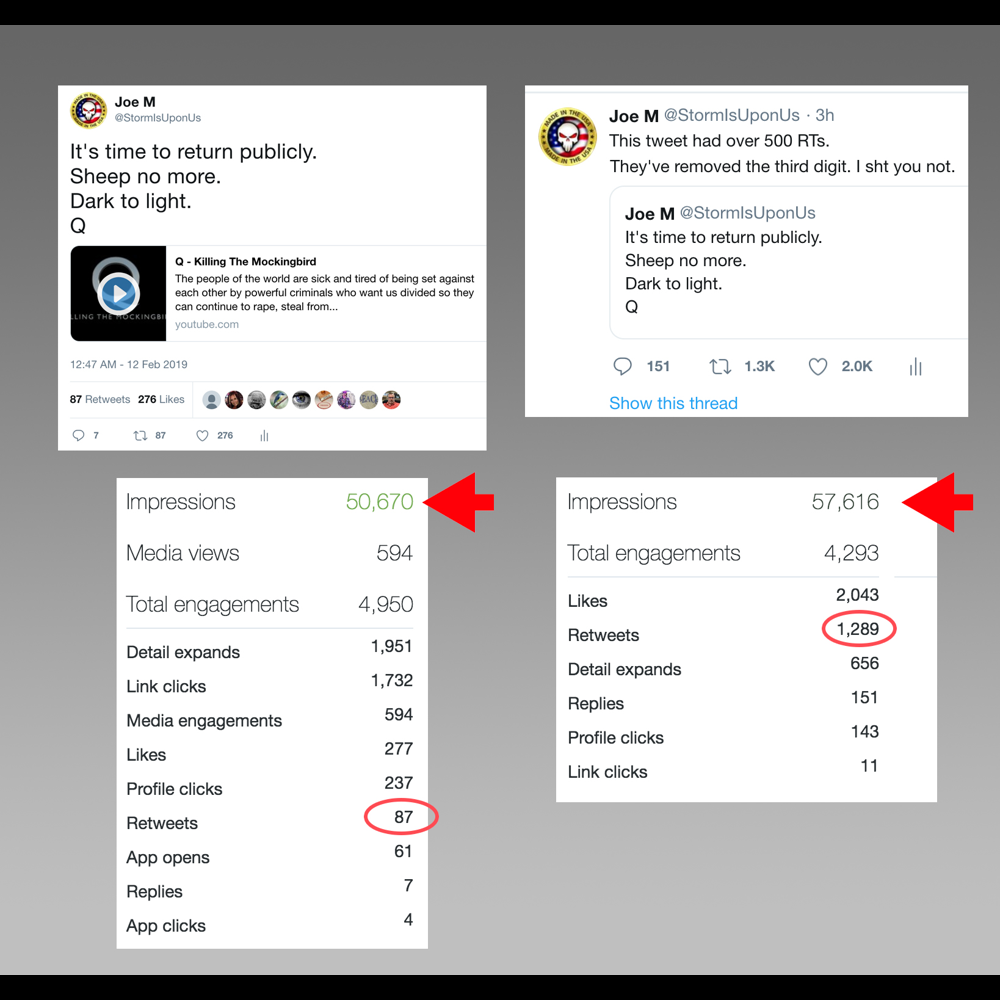 Joe M
@StormIsUponUs
It's time to return publicly.
Sheep no more.
Dark to light.
Q
LLING THE MOCKINGBI
Q - Killing The Mockingbird
The people of the world are sick and tired of being set against
each other by powerful criminals who want us divided so they
can continue to rape, steal from...
youtube.com
12:47 AM - 12 Feb 2019
87 Retweets 276 Likes
7 87 276
MADE IN THE USA
MADE IN THE USA
Joe M @StormIsUponUs · 3h
This tweet had over 500 RTs.
They've removed the third digit. I sht you not.
Joe M @StormIsUponUs
It's time to return publicly.
Sheep no more.
Dark to light.
Q
151 1.3K 2.0K
Show this thread
Impressions 50,670
Media views 594
Total engagements 4,950
Detail expands 1,951
Link clicks 1,732
Media engagements 594
Likes 277
Profile clicks 237
Retweets 87
App opens 61
Replies 7
App clicks 4
Impressions 57,616
Total engagements 4,293
Likes 2,043
Retweets 1,289
Detail expands 656
Replies 151
Profile clicks 143
Link clicks 11